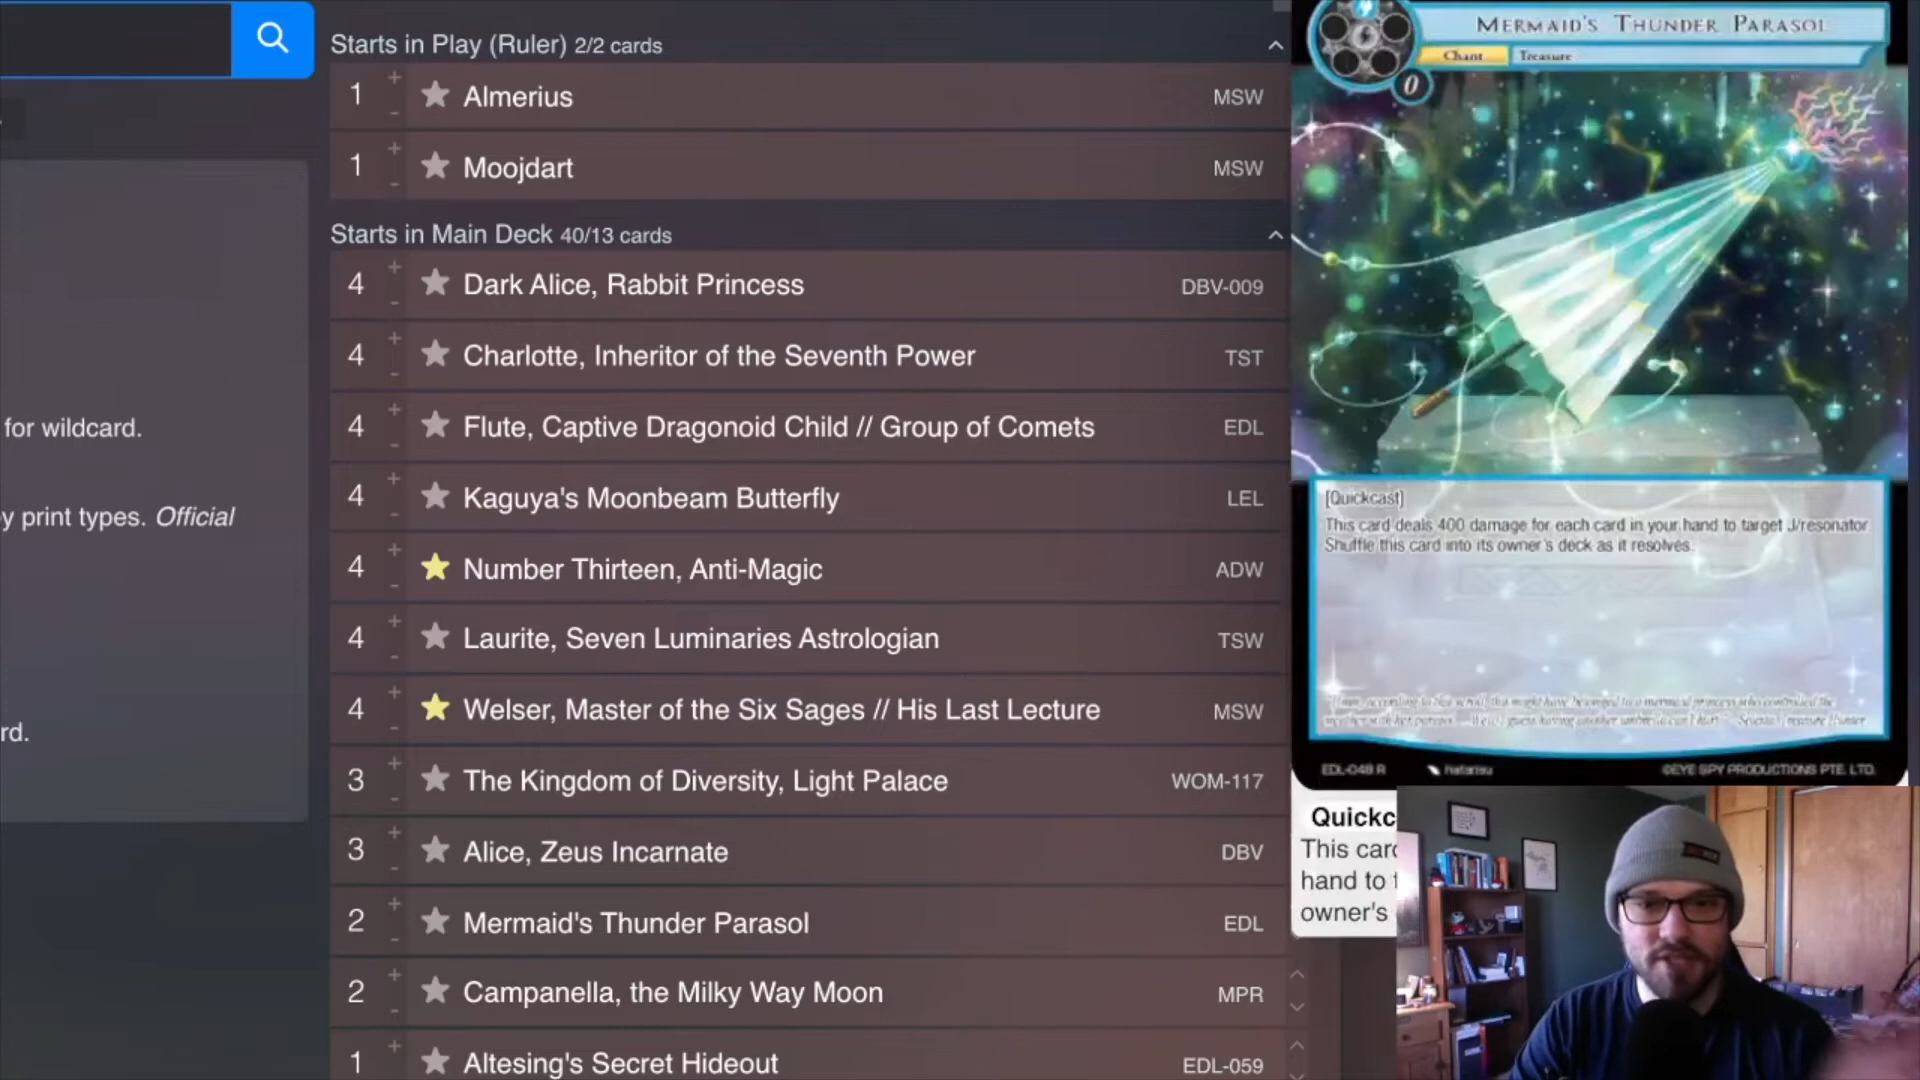 for wildcard.
y print types. Official
rd.
Starts in Play (Ruler) 2/2 cards
1 + - Almerius MSW
1 + - Moojdart MSW
Starts in Main Deck 40/13 cards
4 + - Dark Alice, Rabbit Princess DBV-009
4 + - Charlotte, Inheritor of the Seventh Power TST
4 + - Flute, Captive Dragonoid Child // Group of Comets EDL
4 + - Kaguya's Moonbeam Butterfly LEL
4 + - Number Thirteen, Anti-Magic ADW
4 + - Laurite, Seven Luminaries Astrologian TSW
4 + - Welser, Master of the Six Sages // His Last Lecture MSW
3 + - The Kingdom of Diversity, Light Palace WOM-117
3 + - Alice, Zeus Incarnate DBV
2 + - Mermaid's Thunder Parasol EDL
2 + - Campanella, the Milky Way Moon MPR
1 + Altesing's Secret Hideout EDL-059
Mermaid's Thunder Parasol
Chant Treasure
0
[Quickcast]
This card deals 400 damage for each card in your hand to target J/resonator.
Shuffle this card into its owner's deck as it resolves.
EDL-048 R ©EYE SPY PRODUCTIONS PTE. LTD.
Quickc
This card
hand to t
owner's